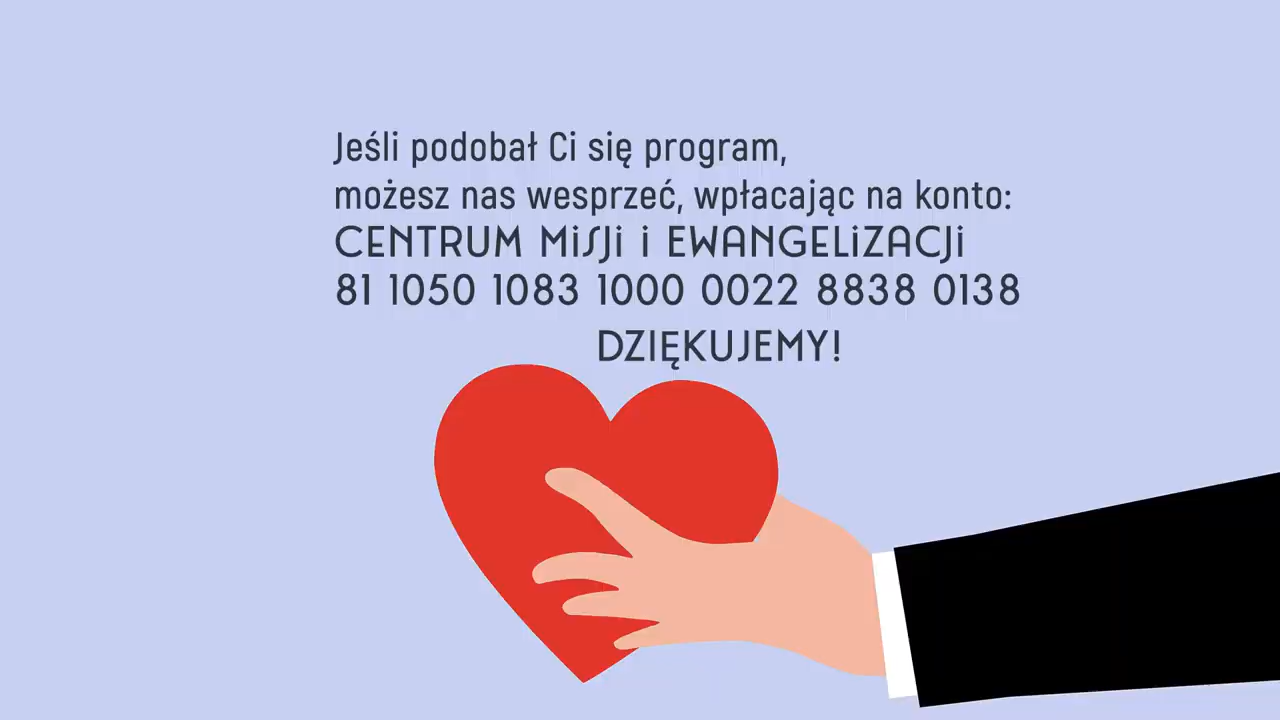 Jeśli podobał Ci się program,
możesz nas wesprzeć, wpłacając na konto:
CENTRUM MiSJi i EWANGELiZACJi
81 1050 1083 1000 0022 8838 0138
DZIĘKUJEMY!